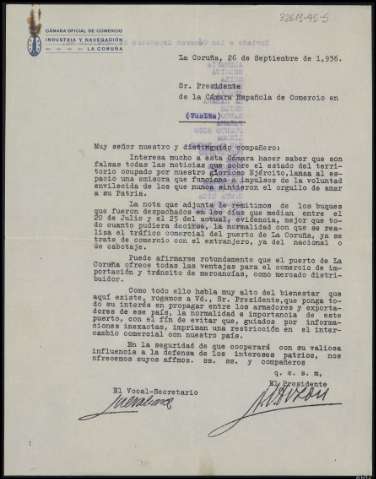 32613-45-5
CÁMARA OFICIAL DE COMERCIO
INDUSTRIA Y NAVEGACIÓN
LA CORUÑA
La Coruña, 26 de Septiembre de 1.936.
Sr. Presidente
de la Cámara Española de Comercio en
Muy señor nuestro y distinguido compañero:
Interesa mucho a esta Cámara hacer saber que son
falsas todas las noticias que sobre el estado del territorio
ocupado por nuestro glorioso Ejército, lanza al es-
pacio una emisora que funciona a impulsos de la voluntad
envilecida de los que nunca sintieron el orgullo de amar
a su Patria.
La nota que adjunta le remitimos de los buques
que fueron despachados en los días que median entre el
20 de Julio y el 25 del actual, evidencia, mejor que to-
do cuanto pudiera decirse, la normalidad con que se rea-
liza el tráfico comercial del puerto de La Coruña, ya se
trate de comercio con el extranjero, ya del nacional o
de cabotaje.
Puede afirmarse rotundamente que el puerto de La
Coruña ofrece todas las ventajas para el comercio de im-
portación y tránsito de mercancías, como mercado distri-
buidor.
Como todo ello habla muy alto del bienestar que
aquí existe, rogamos a Vd., Sr. Presidente, que ponga to-
do su interés en propagar entre los armadores y exporta-
dores de ese país, la normalidad e importancia de este
puerto, con el fin de evitar que, guiados por informa-
ciones inexactas, impriman una restricción en el inter-
cambio comercial con nuestro país.
En la seguridad de que cooperará con su valiosa
influencia a la defensa de los intereses patrios, nos
ofrecemos suyos affmos. ss. ss. y compañeros
q. e. s. m,
El Vocal-Secretario
El Presidente